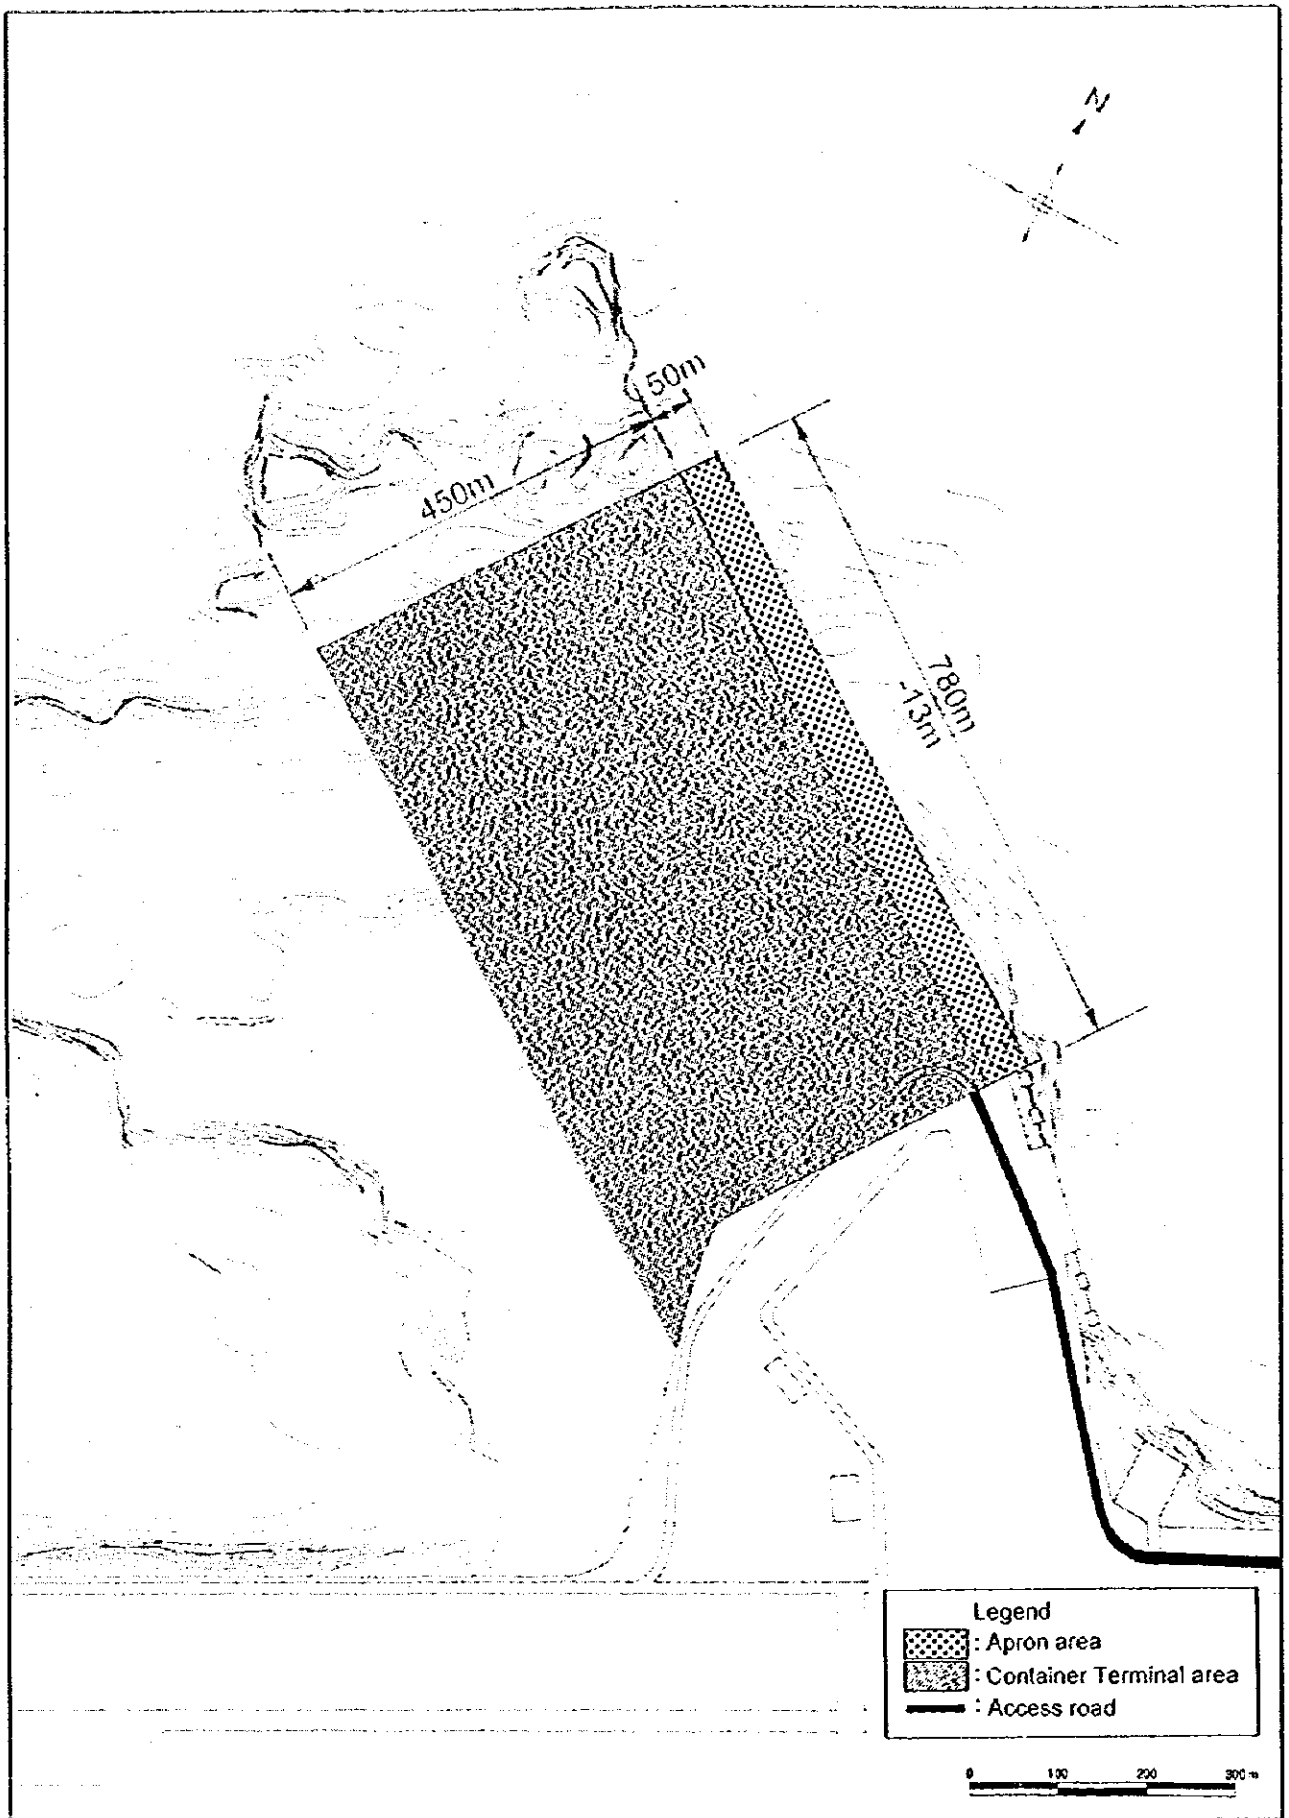 N
50m
450m
780m
-13m
Legend
: Apron area
: Container Terminal area
: Access road
0 100 200 300 m